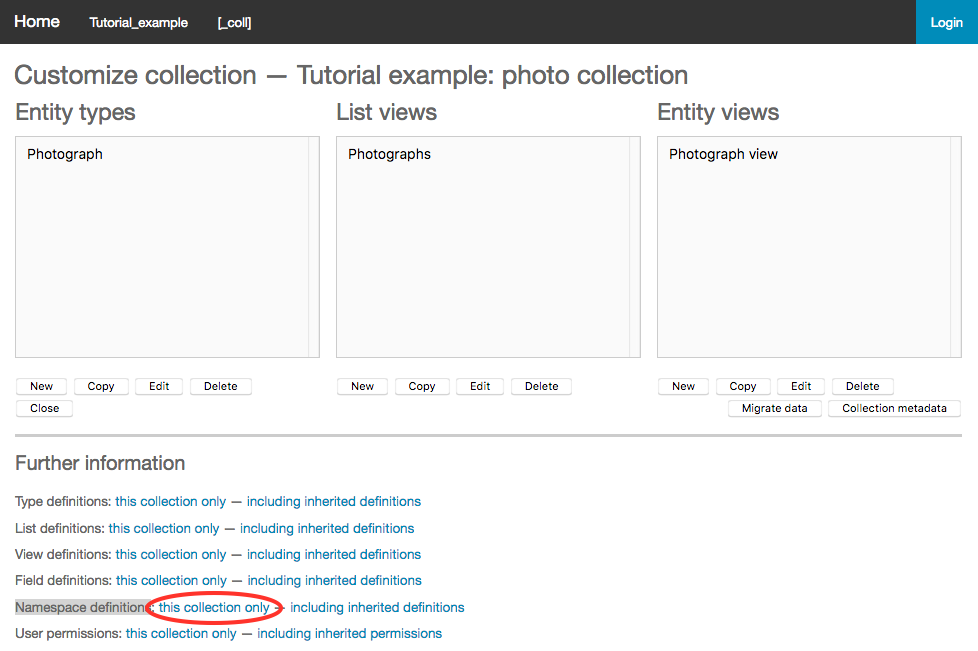 Home Tutorial_example [_coll] Login
Customize collection — Tutorial example: photo collection
Entity types List views Entity views
Photograph Photographs Photograph view
New Copy Edit Delete New Copy Edit Delete New Copy Edit Delete
Close Migrate data Collection metadata
Further information
Type definitions: this collection only — including inherited definitions
List definitions: this collection only — including inherited definitions
View definitions: this collection only — including inherited definitions
Field definitions: this collection only — including inherited definitions
Namespace definitions: this collection only — including inherited definitions
User permissions: this collection only — including inherited permissions